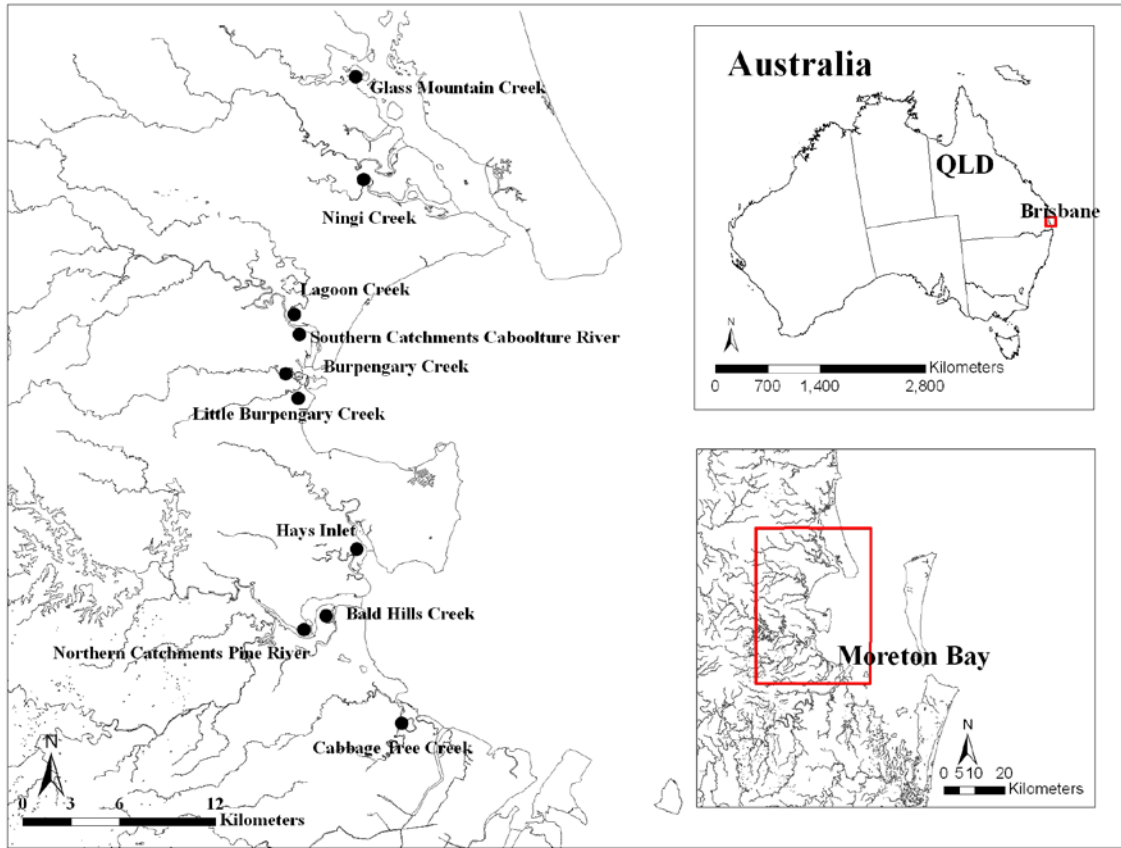 Glass Mountain Creek
Ningi Creek
Lagoon Creek
Southern Catchments Caboolture River
Burpengary Creek
Little Burpengary Creek
Hays Inlet
Bald Hills Creek
Northern Catchments Pine River
Cabbage Tree Creek
N
0 3 6 12
Kilometers
Australia
QLD
Brisbane
N
Kilometers
0 700 1,400 2,800
Moreton Bay
N
0 5 10 20
Kilometers